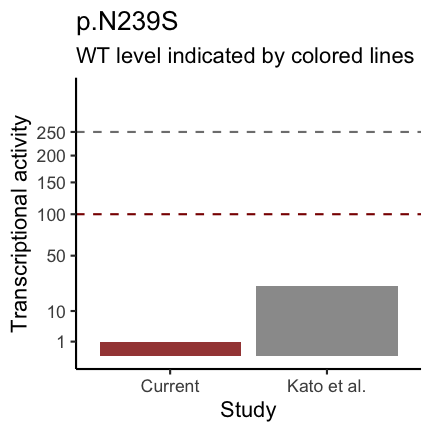 p.N239S
WT level indicated by colored lines
Transcriptional activity
250
200
150
100
50
10
1
Current
Kato et al.
Study